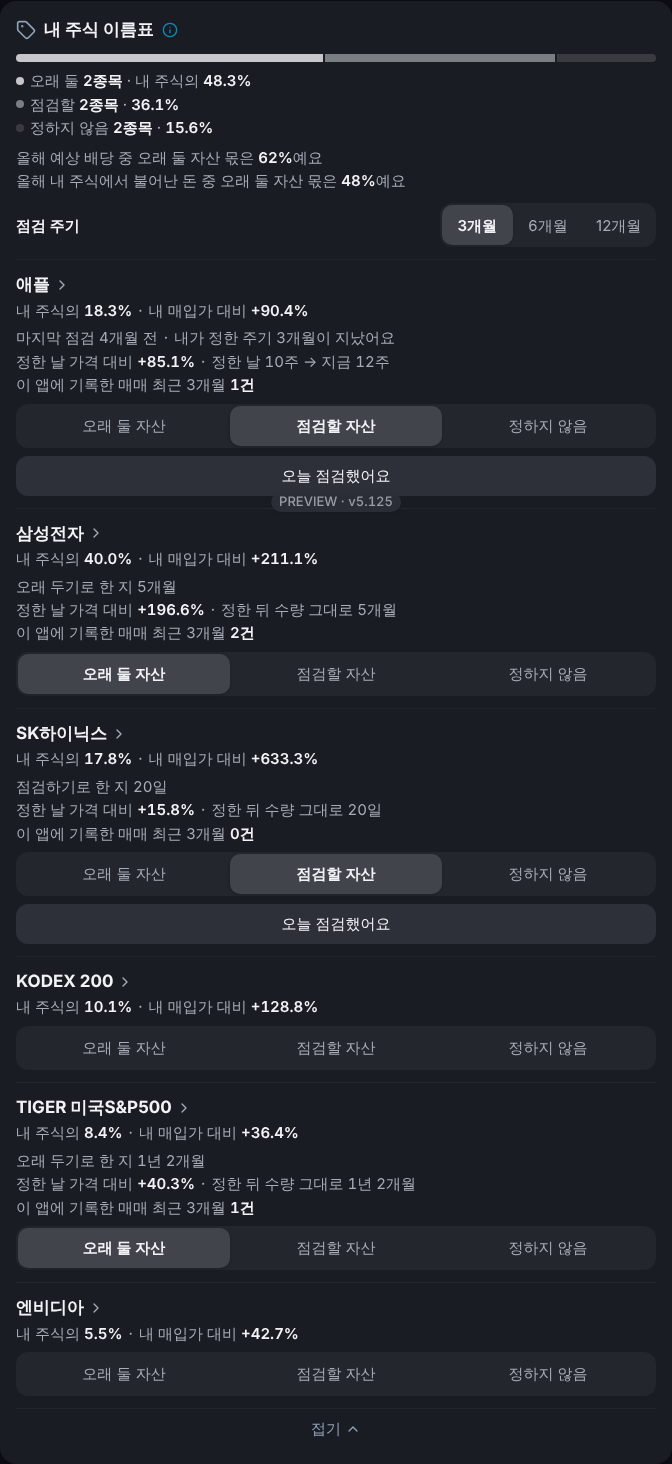 내 주식 이름표
오래 둘 2종목 · 내 주식의 48.3%
점검할 2종목 · 36.1%
정하지 않음 2종목 · 15.6%
올해 예상 배당 중 오래 둘 자산 몫은 62%예요
올해 내 주식에서 불어난 돈 중 오래 둘 자산 몫은 48%예요
점검 주기 3개월 6개월 12개월
애플
내 주식의 18.3% · 내 매입가 대비 +90.4%
마지막 점검 4개월 전 · 내가 정한 주기 3개월이 지났어요
정한 날 가격 대비 +85.1% · 정한 날 10주 → 지금 12주
이 앱에 기록한 매매 최근 3개월 1건
오래 둘 자산 점검할 자산 정하지 않음
오늘 점검했어요
PREVIEW · v5.125
삼성전자
내 주식의 40.0% · 내 매입가 대비 +211.1%
오래 두기로 한 지 5개월
정한 날 가격 대비 +196.6% · 정한 뒤 수량 그대로 5개월
이 앱에 기록한 매매 최근 3개월 2건
오래 둘 자산 점검할 자산 정하지 않음
SK하이닉스
내 주식의 17.8% · 내 매입가 대비 +633.3%
점검하기로 한 지 20일
정한 날 가격 대비 +15.8% · 정한 뒤 수량 그대로 20일
이 앱에 기록한 매매 최근 3개월 0건
오래 둘 자산 점검할 자산 정하지 않음
오늘 점검했어요
KODEX 200
내 주식의 10.1% · 내 매입가 대비 +128.8%
오래 둘 자산 점검할 자산 정하지 않음
TIGER 미국S&P500
내 주식의 8.4% · 내 매입가 대비 +36.4%
오래 두기로 한 지 1년 2개월
정한 날 가격 대비 +40.3% · 정한 뒤 수량 그대로 1년 2개월
이 앱에 기록한 매매 최근 3개월 1건
오래 둘 자산 점검할 자산 정하지 않음
엔비디아
내 주식의 5.5% · 내 매입가 대비 +42.7%
오래 둘 자산 점검할 자산 정하지 않음
접기